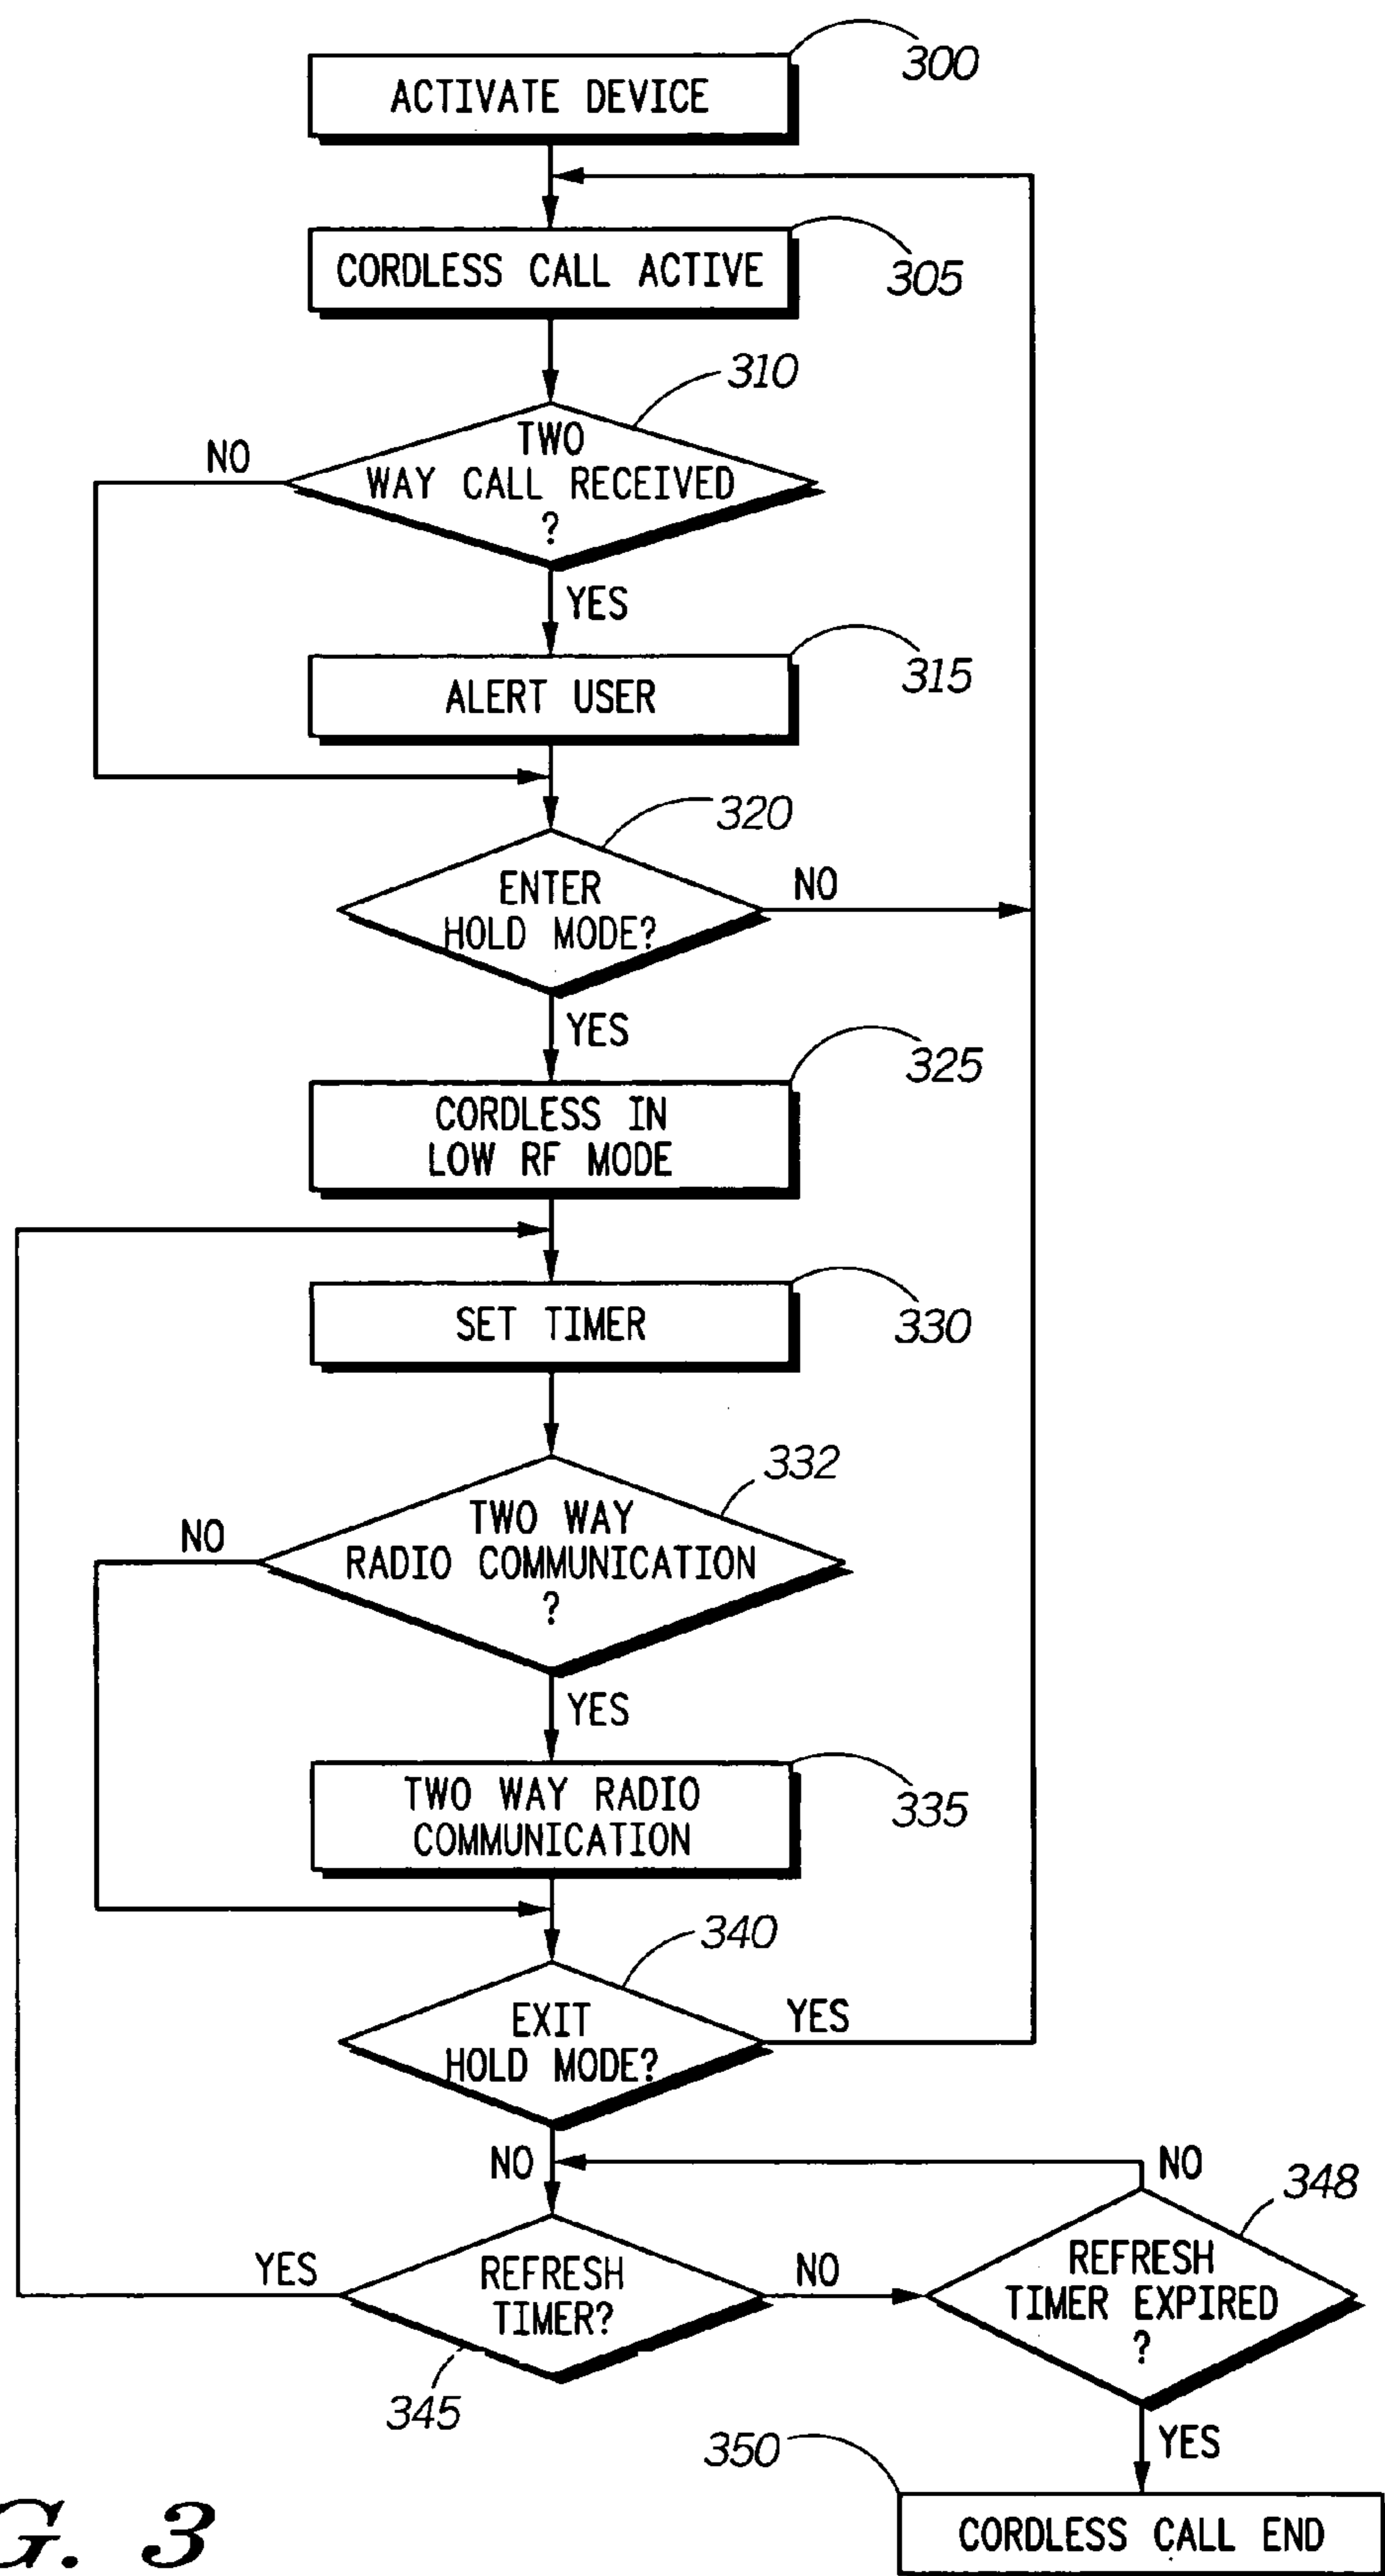 300
ACTIVATE DEVICE
305
CORDLESS CALL ACTIVE
310
TWO
WAY CALL RECEIVED
?
NO
YES
315
ALERT USER
320
ENTER
HOLD MODE?
NO
YES
325
CORDLESS IN
LOW RF MODE
330
SET TIMER
332
TWO WAY
RADIO COMMUNICATION
?
NO
YES
335
TWO WAY RADIO
COMMUNICATION
340
EXIT
HOLD MODE?
YES
NO
NO
348
REFRESH
TIMER?
YES
NO
345
REFRESH
TIMER EXPIRED
?
YES
350
CORDLESS CALL END
G. 3